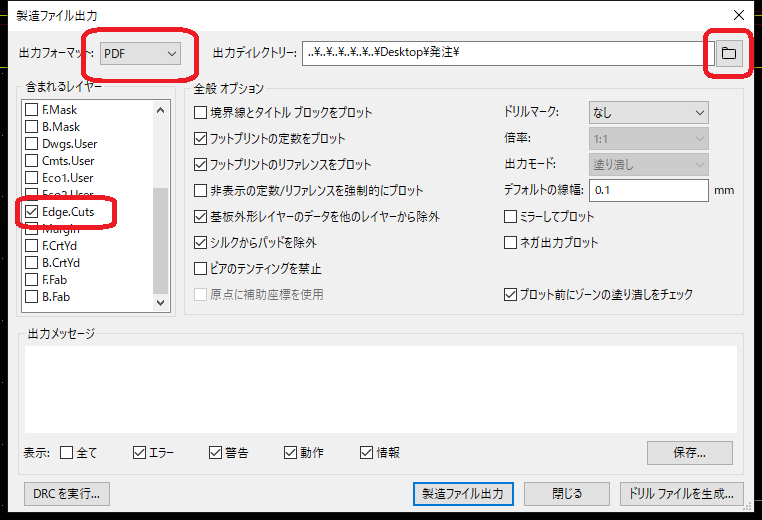 製造ファイル出力
出力フォーマット: PDF 出力ディレクトリー: ..¥..¥..¥..¥..¥..¥Desktop¥発注¥
含まれるレイヤー
F.Mask
B.Mask
Dwgs.User
Cmts.User
Eco1.User
Eco2.User
Edge.Cuts
Margin
F.CrtYd
B.CrtYd
F.Fab
B.Fab
全般 オプション
境界線とタイトル ブロックをプロット
フットプリントの定数をプロット
フットプリントのリファレンスをプロット
非表示の定数/リファレンスを強制的にプロット
基板外形レイヤーのデータを他のレイヤーから除外
シルクからパッドを除外
ビアのテンティングを禁止
原点に補助座標を使用
ドリルマーク: なし
倍率: 1:1
出力モード: 塗り潰し
デフォルトの線幅: 0.1 mm
ミラーしてプロット
ネガ出力プロット
プロット前にゾーンの塗り潰しをチェック
出力メッセージ
表示: 全て エラー 警告 動作 情報 保存...
DRC を実行... 製造ファイル出力 閉じる ドリル ファイルを生成...